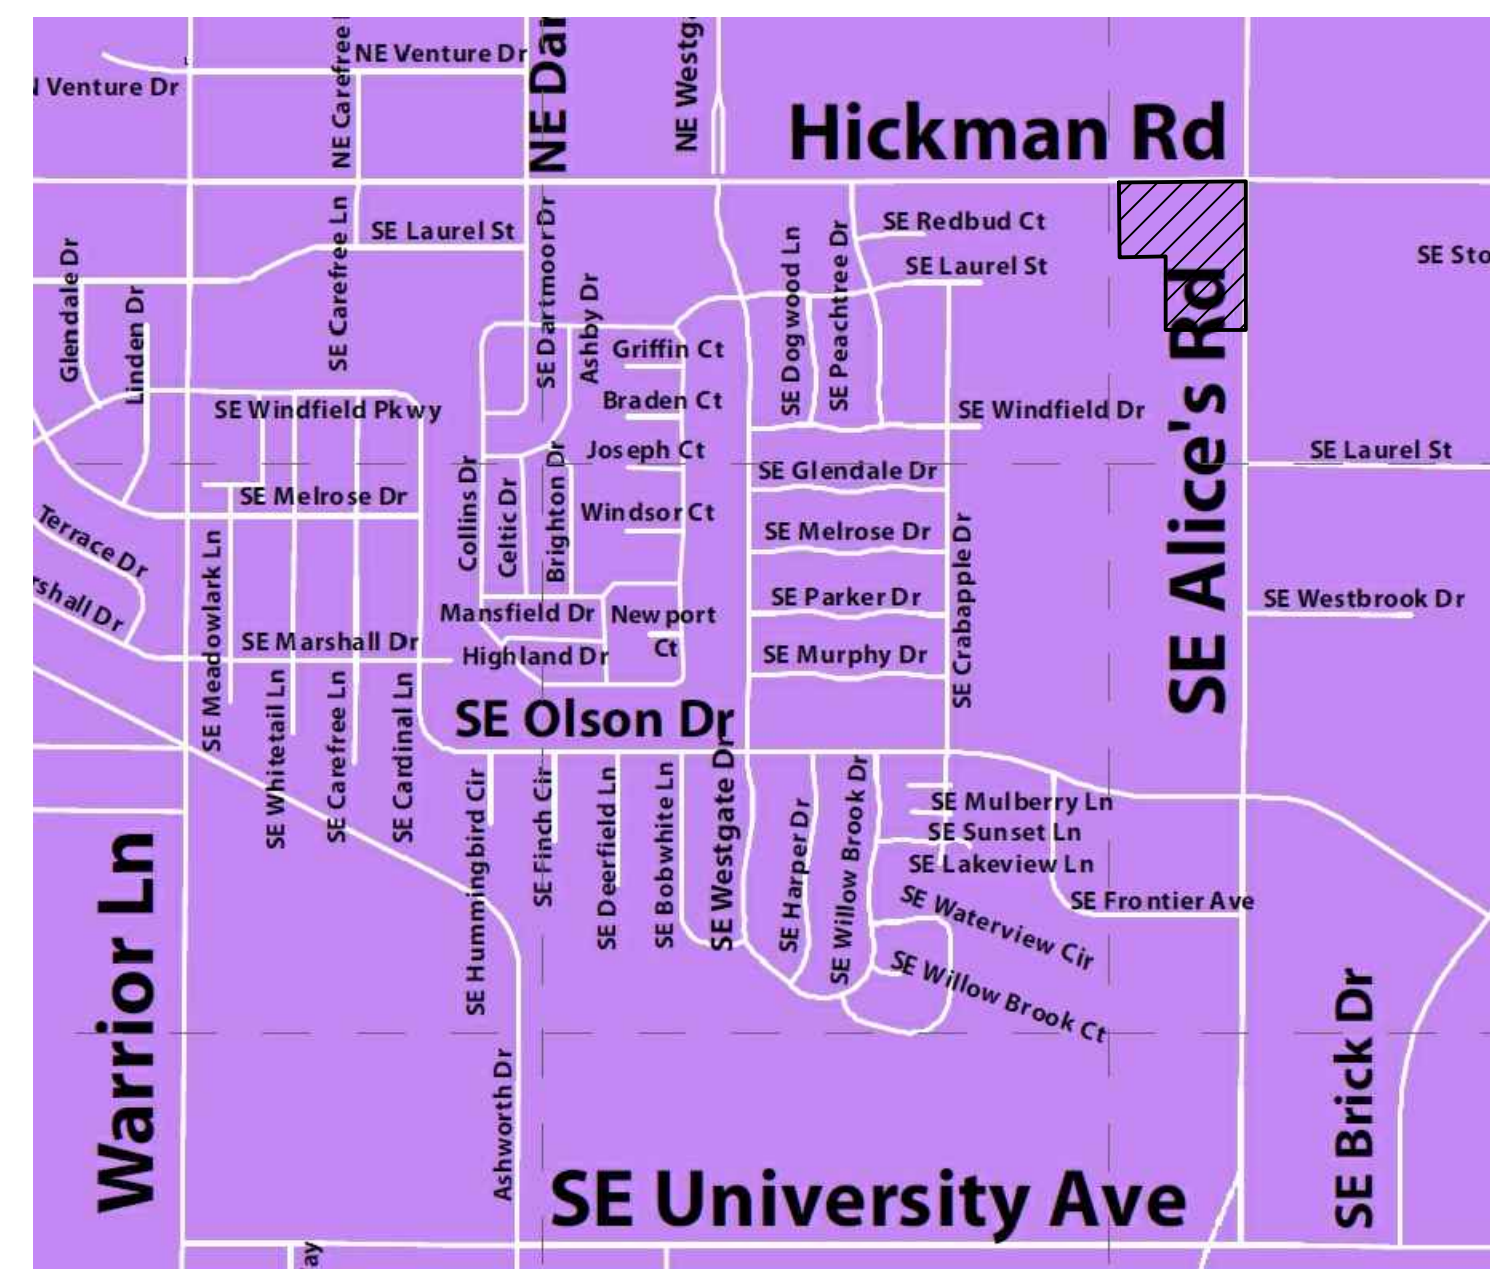 NE Venture Dr
Venture Dr
NE Carefree
NE Westg
Hickman Rd
SE Redbud Ct
SE Laurel St
SE Laurel St
SE Sto
Glendale Dr
Linden Dr
SE Carefree Ln
SE Dartmoor Dr
Ashby Dr
SE Dogwood Ln
SE Peachtree Dr
Griffin Ct
Braden Ct
SE Windfield Pkwy
SE Windfield Dr
Joseph Ct
SE Laurel St
SE Glendale Dr
SE Melrose Dr
Windsor Ct
SE Melrose Dr
Collins Dr
Celtic Dr
Brighton Dr
Terrace Dr
rshall Dr
SE Parker Dr
SE Westbrook Dr
Mansfield Dr
Newport
Ct
SE Marshall Dr
Highland Dr
SE Murphy Dr
SE Crabapple Dr
SE Alice's Rd
SE Meadowlark Ln
SE Whitetail Ln
SE Carefree Ln
SE Cardinal Ln
SE Olson Dr
SE Hummingbird Cir
SE Finch Cir
SE Deerfield Ln
SE Bobwhite Ln
SE Westgate Dr
SE Harper Dr
SE Willow Brook Dr
SE Mulberry Ln
SE Sunset Ln
SE Lakeview Ln
SE Frontier Ave
SE Waterview Cir
SE Willow Brook Ct
Warrior Ln
Ashworth Dr
SE Brick Dr
SE University Ave
ay